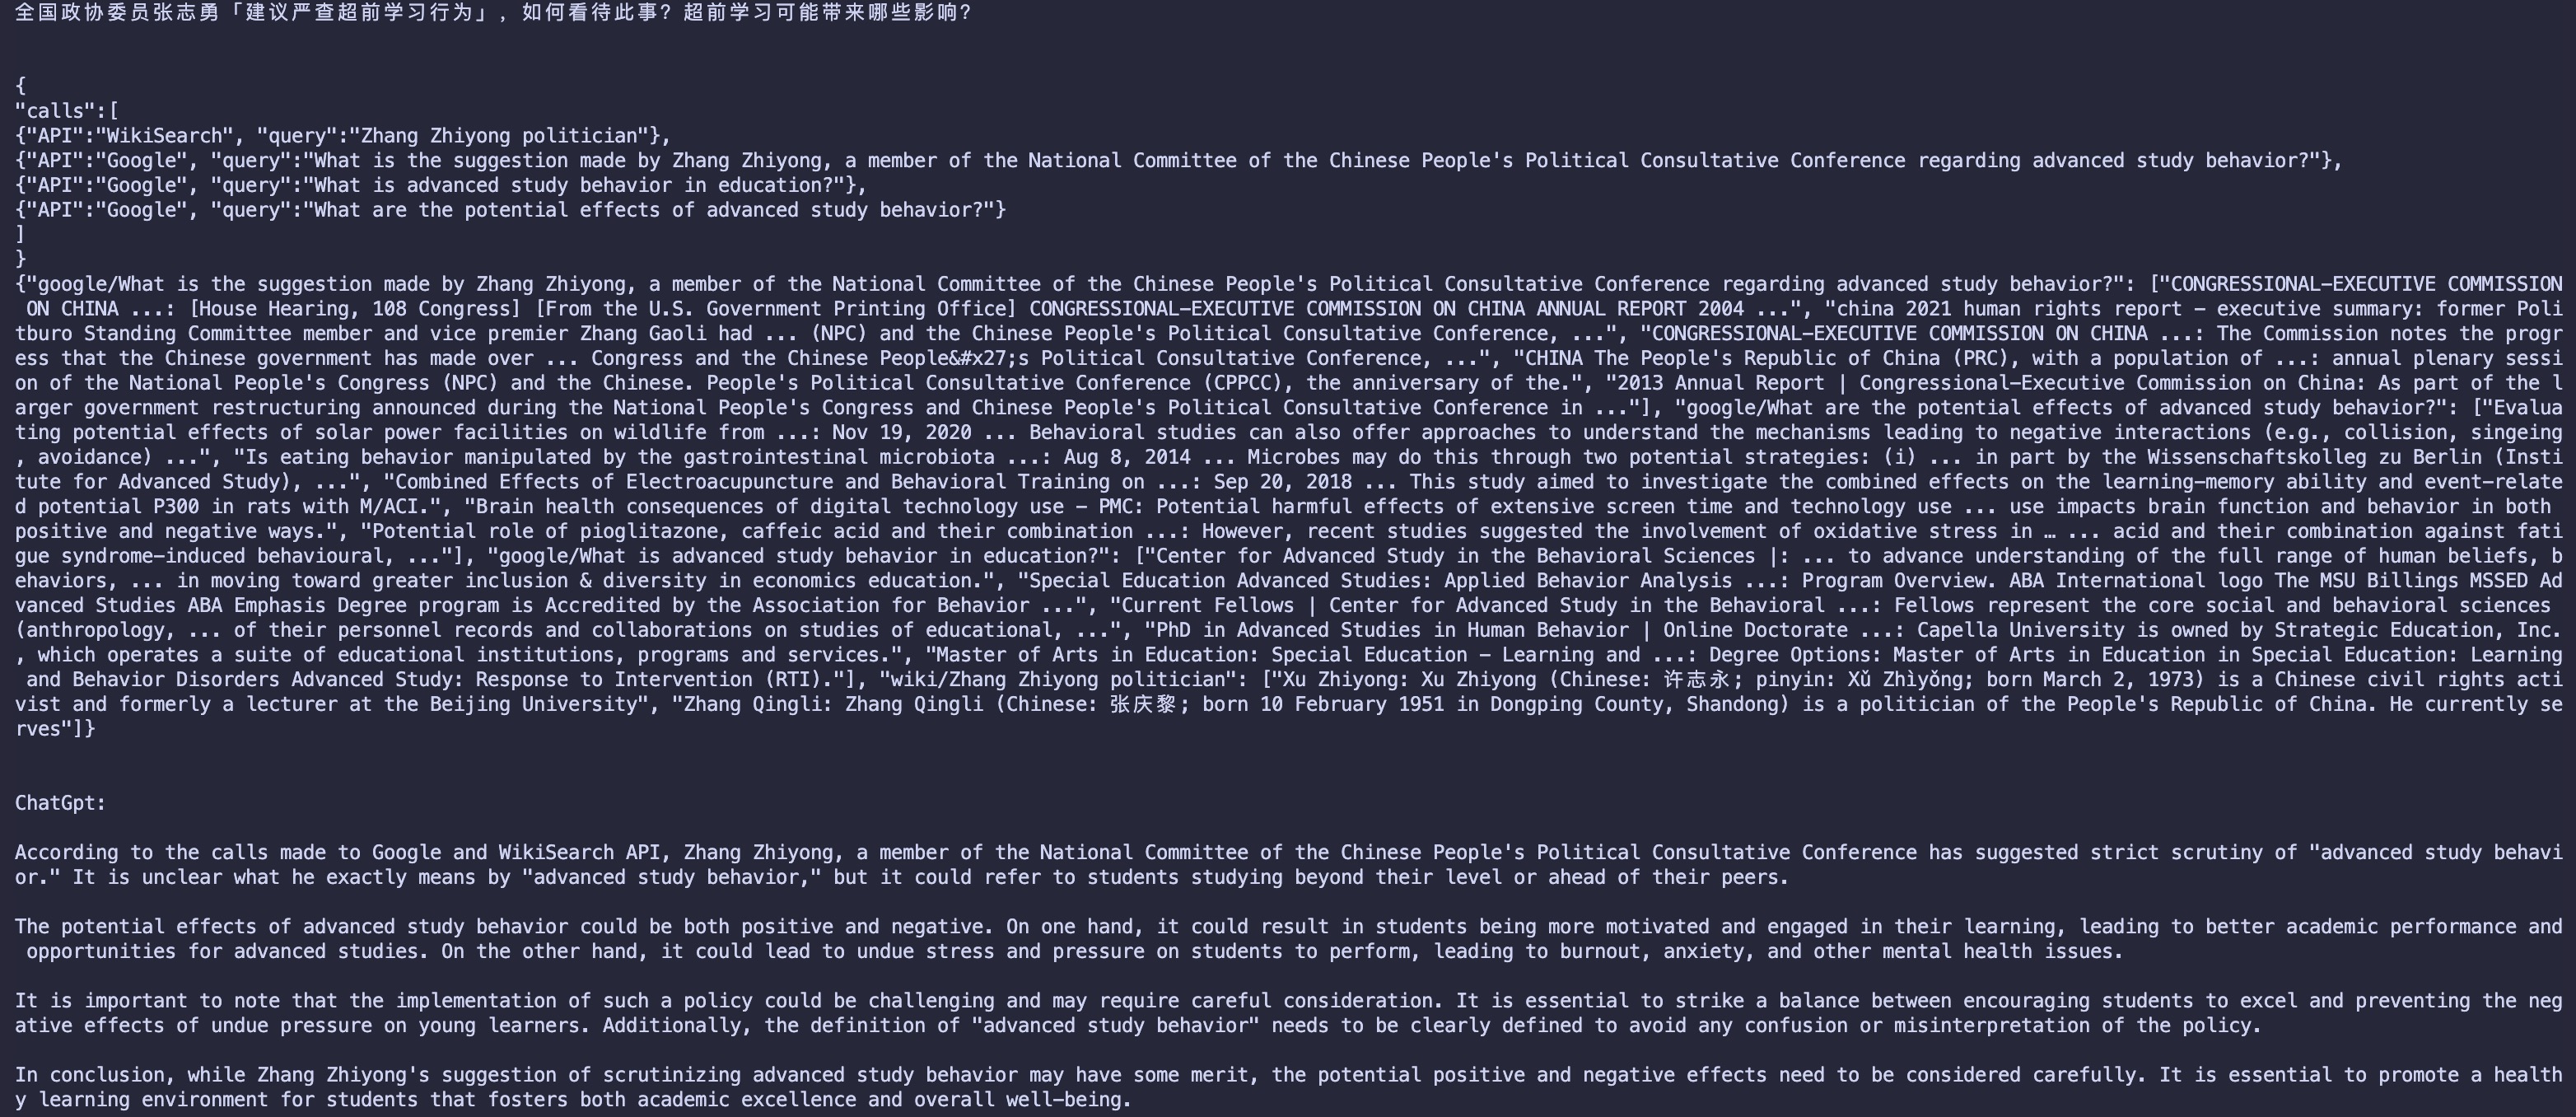 全国政协委员张志勇「建议严查超前学习行为」，如何看待此事？超前学习可能带来哪些影响？
{
"calls":[
{"API":"WikiSearch", "query":"Zhang Zhiyong politician"},
{"API":"Google", "query":"What is the suggestion made by Zhang Zhiyong, a member of the National Committee of the Chinese People's Political Consultative Conference regarding advanced study behavior?"},
{"API":"Google", "query":"What is advanced study behavior in education?"},
{"API":"Google", "query":"What are the potential effects of advanced study behavior?"}
]
}
{"google/What is the suggestion made by Zhang Zhiyong, a member of the National Committee of the Chinese People's Political Consultative Conference regarding advanced study behavior?": ["CONGRESSIONAL-EXECUTIVE COMMISSION
 ON CHINA ...: [House Hearing, 108 Congress] [From the U.S. Government Printing Office] CONGRESSIONAL-EXECUTIVE COMMISSION ON CHINA ANNUAL REPORT 2004 ...", "china 2021 human rights report - executive summary: former Poli
tburo Standing Committee member and vice premier Zhang Gaoli had ... (NPC) and the Chinese People's Political Consultative Conference, ...", "CONGRESSIONAL-EXECUTIVE COMMISSION ON CHINA ...: The Commission notes the progr
ess that the Chinese government has made over ... Congress and the Chinese People&#x27;s Political Consultative Conference, ...", "CHINA The People's Republic of China (PRC), with a population of ...: annual plenary sessi
on of the National People's Congress (NPC) and the Chinese. People's Political Consultative Conference (CPPCC), the anniversary of the.", "2013 Annual Report | Congressional-Executive Commission on China: As part of the l
arger government restructuring announced during the National People's Congress and Chinese People's Political Consultative Conference in ..."], "google/What are the potential effects of advanced study behavior?": ["Evalua
ting potential effects of solar power facilities on wildlife from ...: Nov 19, 2020 ... Behavioral studies can also offer approaches to understand the mechanisms leading to negative interactions (e.g., collision, singeing
, avoidance) ...", "Is eating behavior manipulated by the gastrointestinal microbiota ...: Aug 8, 2014 ... Microbes may do this through two potential strategies: (i) ... in part by the Wissenschaftskolleg zu Berlin (Insti
tute for Advanced Study), ...", "Combined Effects of Electroacupuncture and Behavioral Training on ...: Sep 20, 2018 ... This study aimed to investigate the combined effects on the learning-memory ability and event-relate
d potential P300 in rats with M/ACI.", "Brain health consequences of digital technology use - PMC: Potential harmful effects of extensive screen time and technology use ... use impacts brain function and behavior in both
positive and negative ways.", "Potential role of pioglitazone, caffeic acid and their combination ...: However, recent studies suggested the involvement of oxidative stress in … ... acid and their combination against fati
gue syndrome-induced behavioural, ..."], "google/What is advanced study behavior in education?": ["Center for Advanced Study in the Behavioral Sciences |: ... to advance understanding of the full range of human beliefs, b
ehaviors, ... in moving toward greater inclusion & diversity in economics education.", "Special Education Advanced Studies: Applied Behavior Analysis ...: Program Overview. ABA International logo The MSU Billings MSSED Ad
vanced Studies ABA Emphasis Degree program is Accredited by the Association for Behavior ...", "Current Fellows | Center for Advanced Study in the Behavioral ...: Fellows represent the core social and behavioral sciences
(anthropology, ... of their personnel records and collaborations on studies of educational, ...", "PhD in Advanced Studies in Human Behavior | Online Doctorate ...: Capella University is owned by Strategic Education, Inc.
, which operates a suite of educational institutions, programs and services.", "Master of Arts in Education: Special Education - Learning and ...: Degree Options: Master of Arts in Education in Special Education: Learning
 and Behavior Disorders Advanced Study: Response to Intervention (RTI)."], "wiki/Zhang Zhiyong politician": ["Xu Zhiyong: Xu Zhiyong (Chinese: 许志永; pinyin: Xǔ Zhìyǒng; born March 2, 1973) is a Chinese civil rights acti
vist and formerly a lecturer at the Beijing University", "Zhang Qingli: Zhang Qingli (Chinese: 张庆黎; born 10 February 1951 in Dongping County, Shandong) is a politician of the People's Republic of China. He currently se
rves"]}
ChatGpt:
According to the calls made to Google and WikiSearch API, Zhang Zhiyong, a member of the National Committee of the Chinese People's Political Consultative Conference has suggested strict scrutiny of "advanced study behavi
or." It is unclear what he exactly means by "advanced study behavior," but it could refer to students studying beyond their level or ahead of their peers.
The potential effects of advanced study behavior could be both positive and negative. On one hand, it could result in students being more motivated and engaged in their learning, leading to better academic performance and
 opportunities for advanced studies. On the other hand, it could lead to undue stress and pressure on students to perform, leading to burnout, anxiety, and other mental health issues.
It is important to note that the implementation of such a policy could be challenging and may require careful consideration. It is essential to strike a balance between encouraging students to excel and preventing the neg
ative effects of undue pressure on young learners. Additionally, the definition of "advanced study behavior" needs to be clearly defined to avoid any confusion or misinterpretation of the policy.
In conclusion, while Zhang Zhiyong's suggestion of scrutinizing advanced study behavior may have some merit, the potential positive and negative effects need to be considered carefully. It is essential to promote a health
y learning environment for students that fosters both academic excellence and overall well-being.